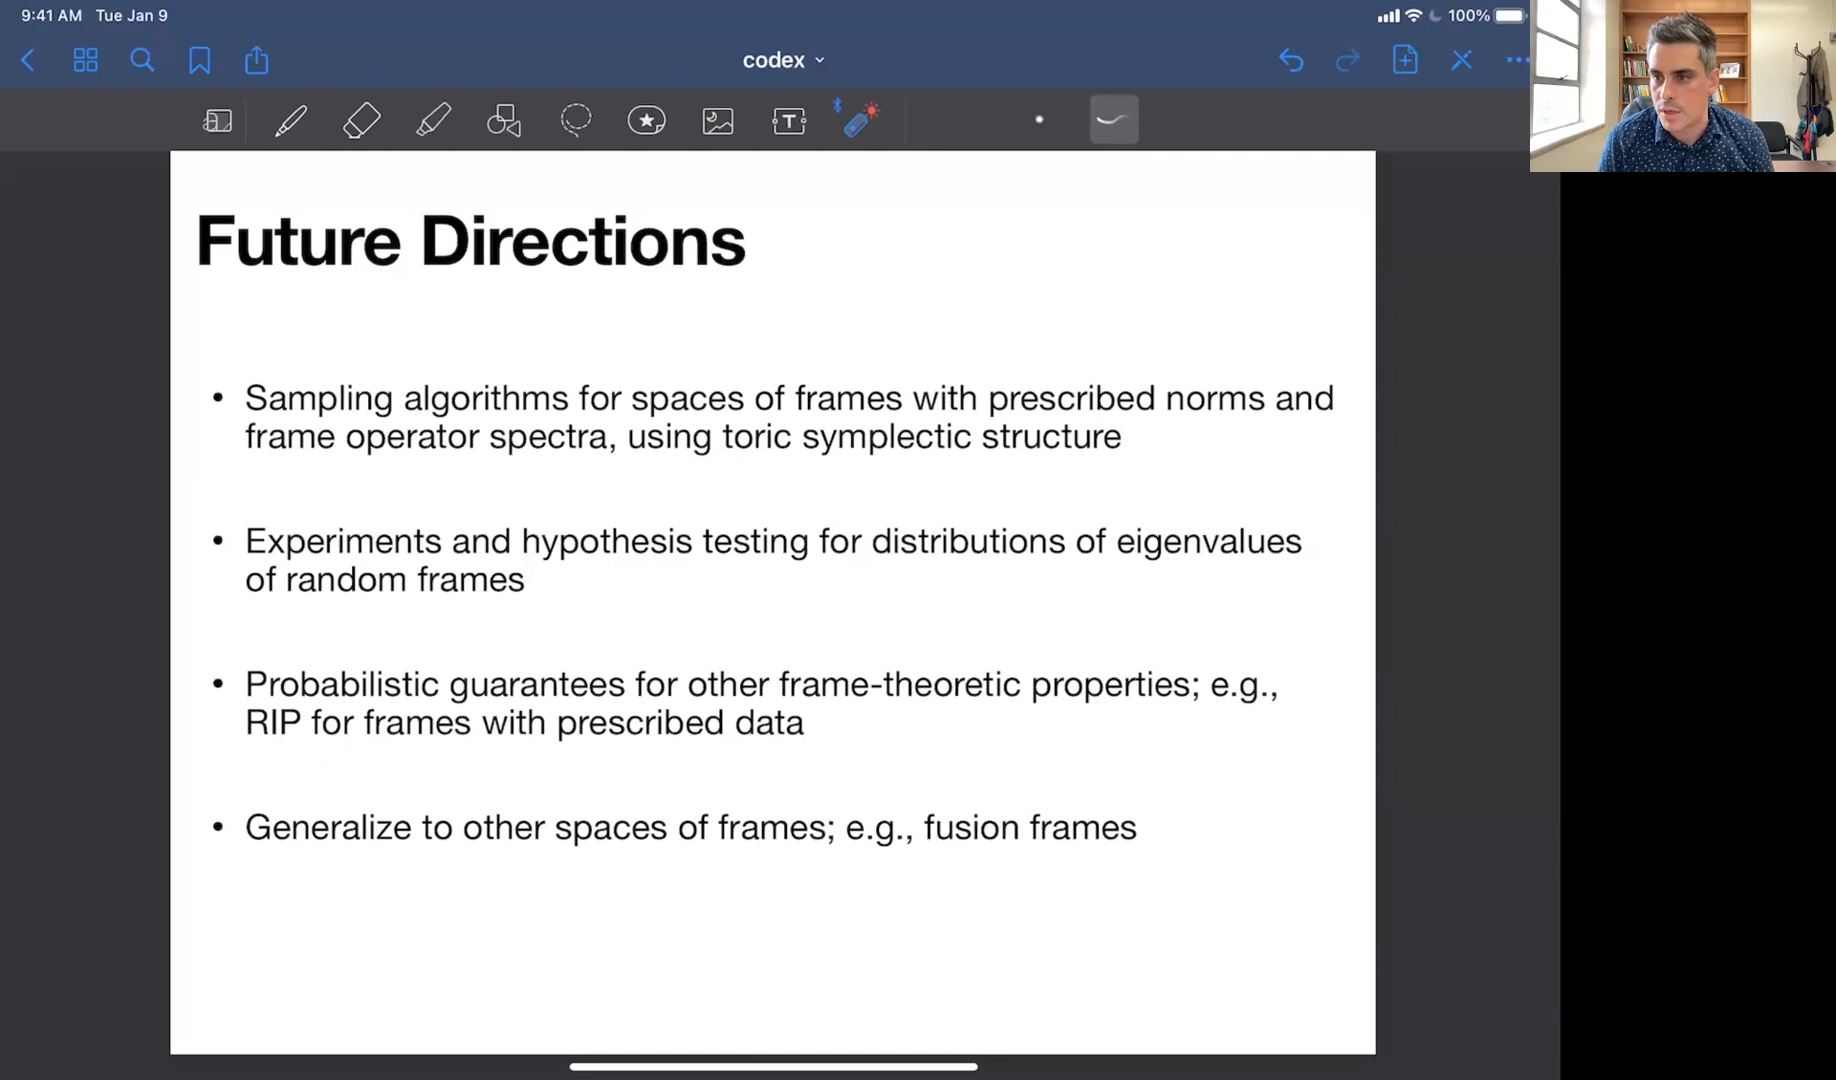 9:41 AM Tue Jan 9
100%
codex
T
Future Directions
• Sampling algorithms for spaces of frames with prescribed norms and
frame operator spectra, using toric symplectic structure
• Experiments and hypothesis testing for distributions of eigenvalues
of random frames
• Probabilistic guarantees for other frame-theoretic properties; e.g.,
RIP for frames with prescribed data
• Generalize to other spaces of frames; e.g., fusion frames